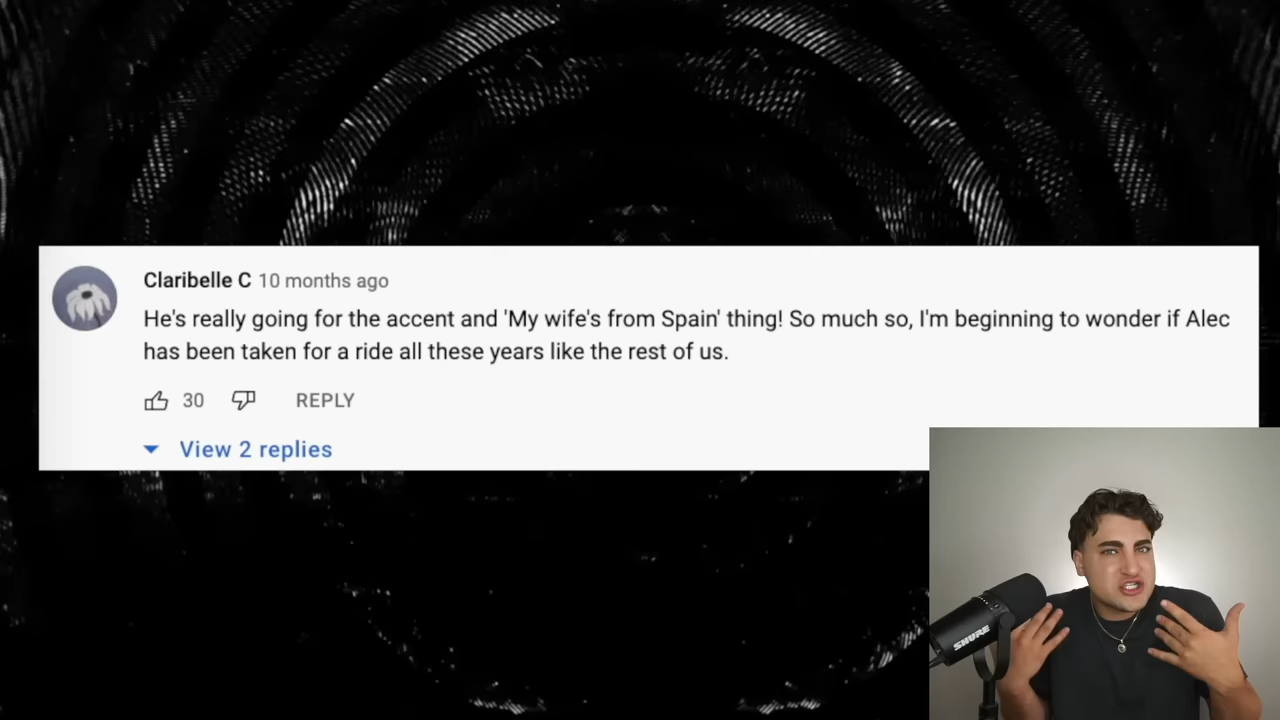 Claribelle C 10 months ago
He's really going for the accent and 'My wife's from Spain' thing! So much so, I'm beginning to wonder if Alec
has been taken for a ride all these years like the rest of us.
30 REPLY
View 2 replies
SHURE